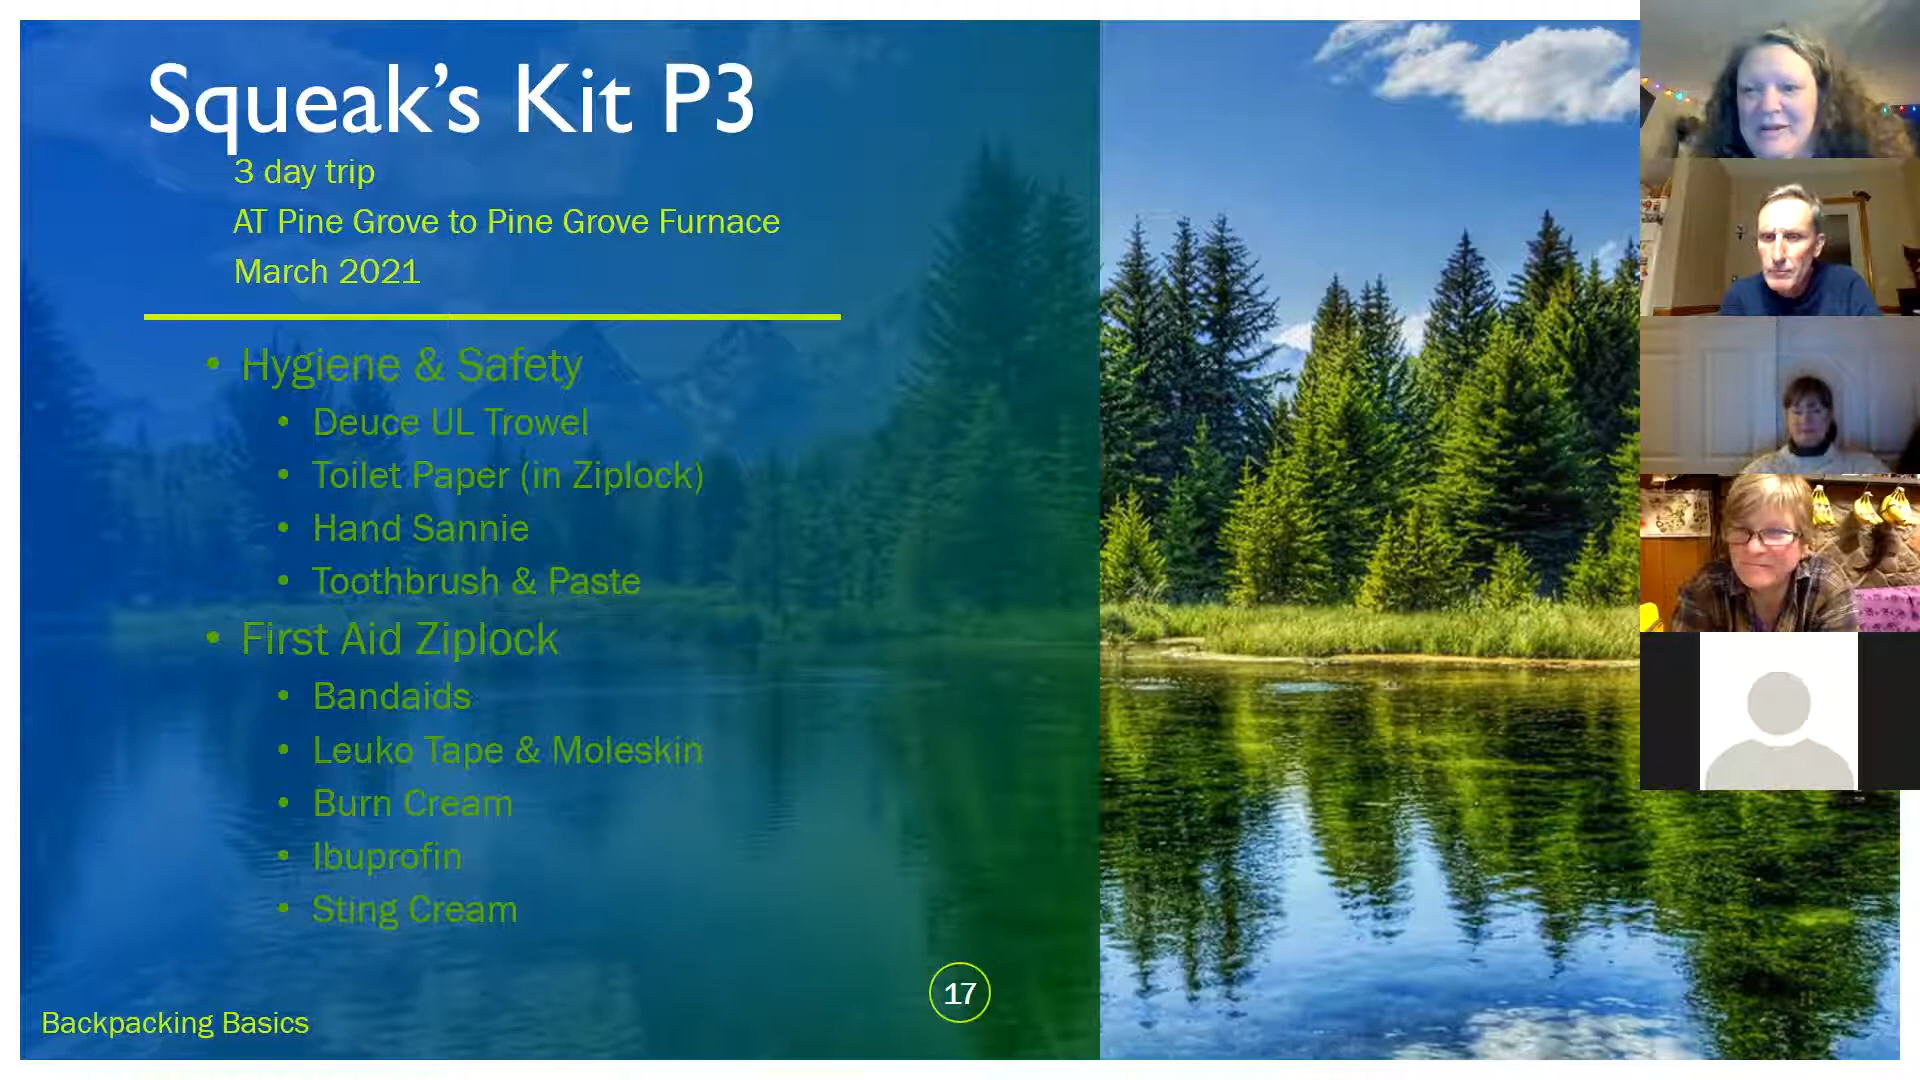 Squeak’s Kit P3
3 day trip
AT Pine Grove to Pine Grove Furnace
March 2021
• Hygiene & Safety
• Deuce UL Trowel
• Toilet Paper (in Ziplock)
• Hand Sannie
• Toothbrush & Paste
• First Aid Ziplock
• Bandaids
• Leuko Tape & Moleskin
• Burn Cream
• Ibuprofin
• Sting Cream
17
Backpacking Basics